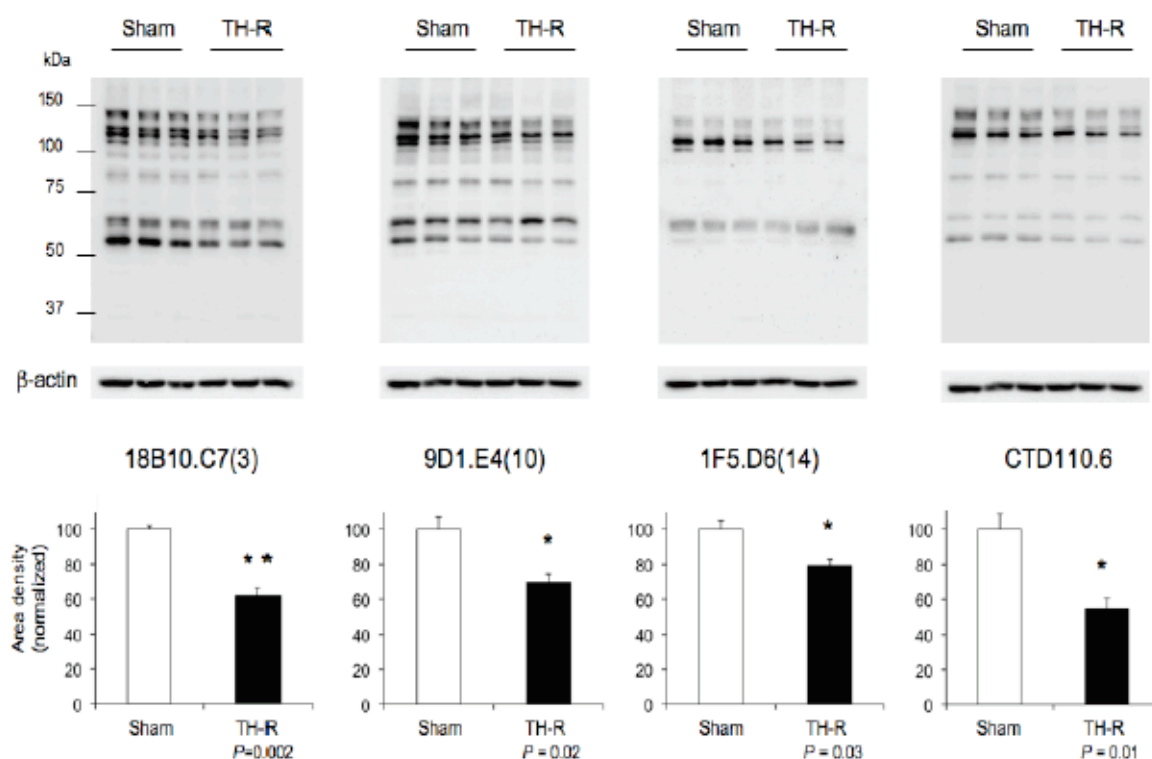 Sham TH-R Sham TH-R Sham TH-R Sham TH-R
kDa
150
100
75
50
37
β-actin
18B10.C7(3) 9D1.E4(10) 1F5.D6(14) CTD110.6
Area density
(normalized)
100
80
60
40
20
0
* *
Sham TH-R
P=0.002
100
80
60
40
20
0
*
Sham TH-R
P = 0.02
100
80
60
40
20
0
*
Sham TH-R
P = 0.03
100
80
60
40
20
0
*
Sham TH-R
P = 0.01